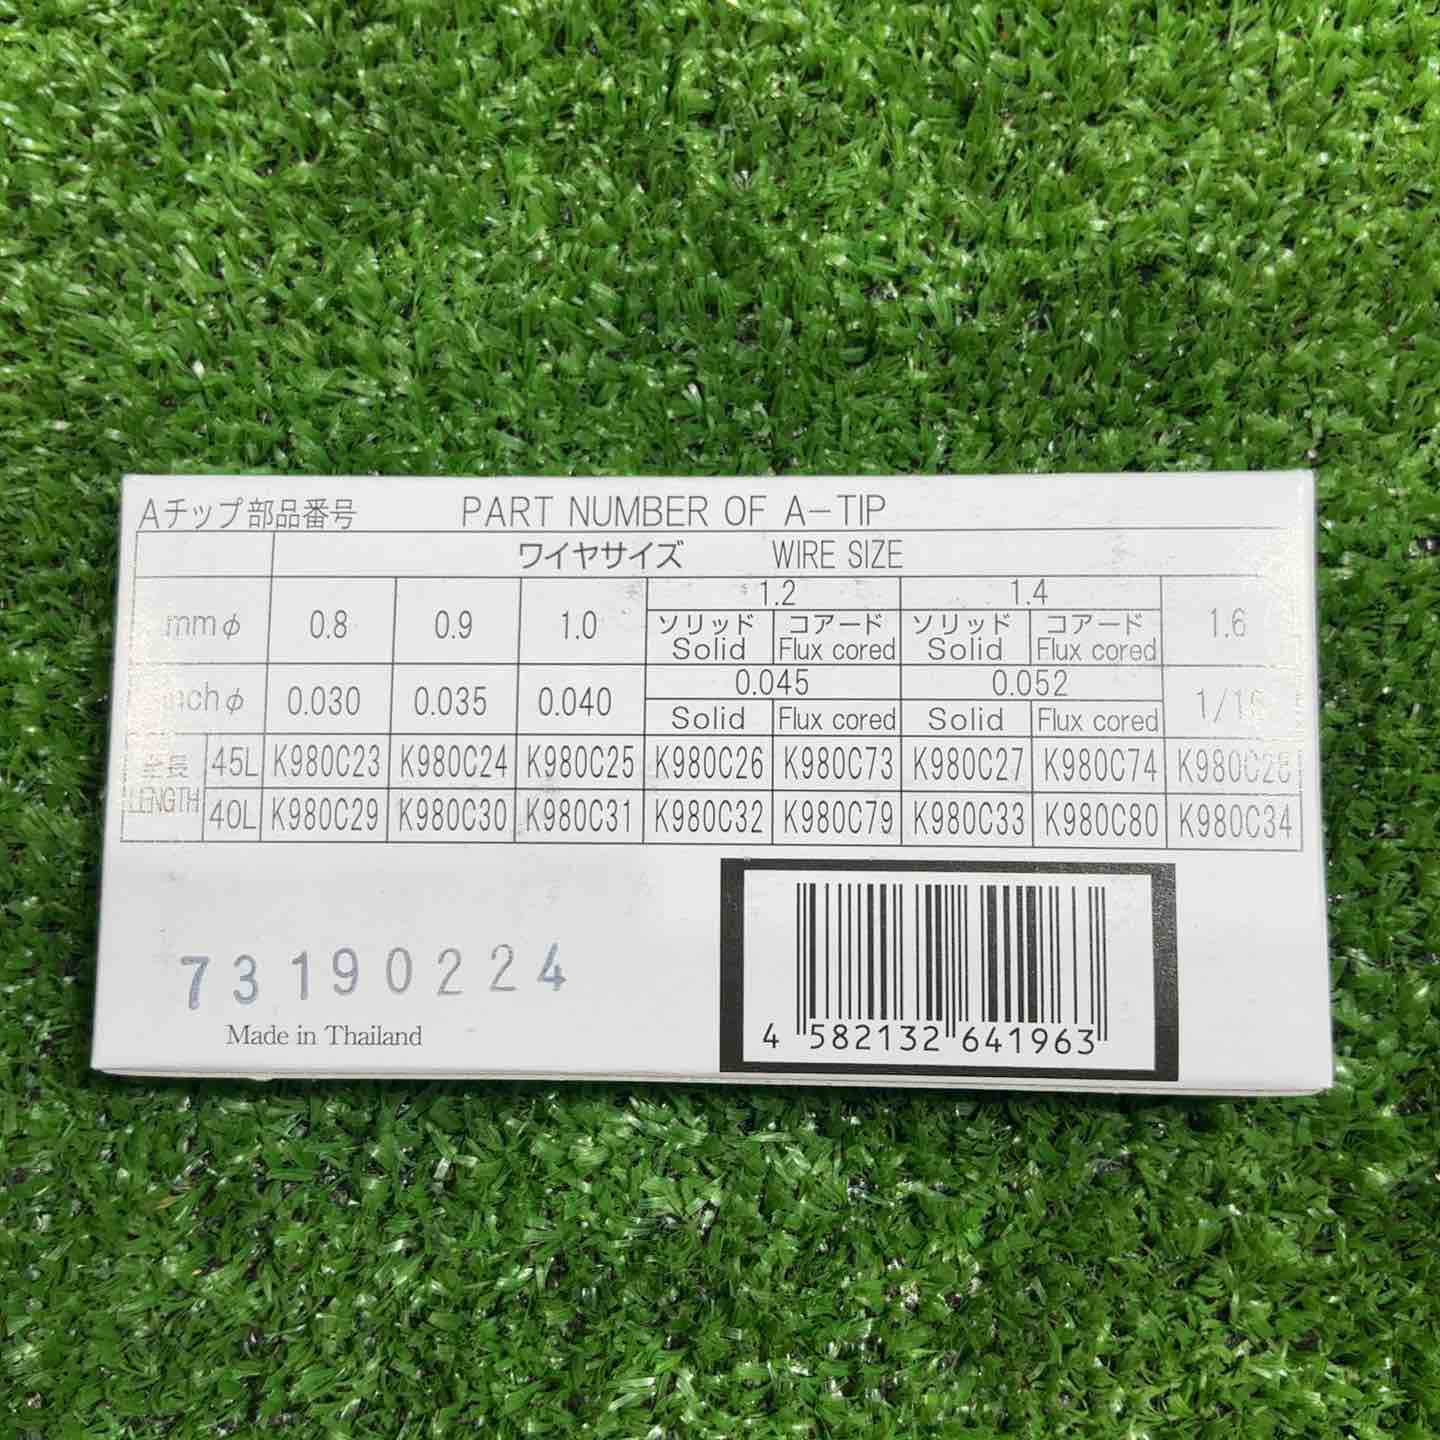 Aチップ部品番号 PART NUMBER OF A-TIP
ワイヤサイズ WIRE SIZE
mmφ 0.8 0.9 1.0 1.2 1.4 1.6
ソリッド コアード ソリッド コアード
Solid Flux cored Solid Flux cored
inchφ 0.030 0.035 0.040 0.045 0.052 1/16
Solid Flux cored Solid Flux cored
全長 45L K980C23 K980C24 K980C25 K980C26 K980C73 K980C27 K980C74 K980C28
LENGTH 40L K980C29 K980C30 K980C31 K980C32 K980C79 K980C33 K980C80 K980C34
73190224
Made in Thailand
4 582132 641963